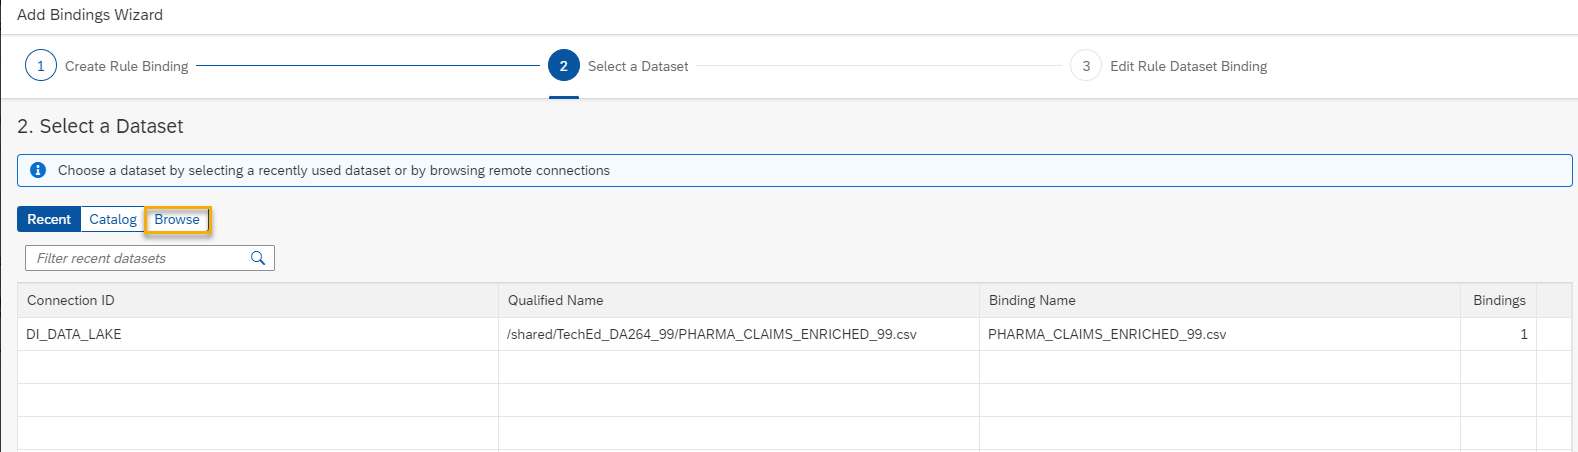 Add Bindings Wizard
1 Create Rule Binding 2 Select a Dataset 3 Edit Rule Dataset Binding
2. Select a Dataset
Choose a dataset by selecting a recently used dataset or by browsing remote connections
Recent Catalog Browse
Filter recent datasets
Connection ID Qualified Name Binding Name Bindings
DI_DATA_LAKE /shared/TechEd_DA264_99/PHARMA_CLAIMS_ENRICHED_99.csv PHARMA_CLAIMS_ENRICHED_99.csv 1